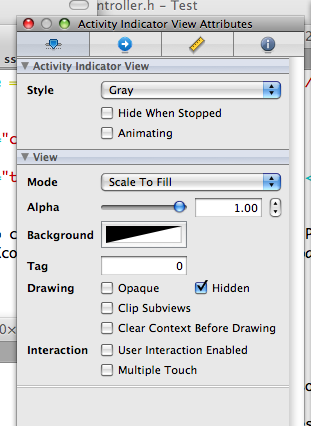 ntroller.h – Test
Activity Indicator View Attributes
Activity Indicator View
Style Gray
Hide When Stopped
Animating
View
Mode Scale To Fill
Alpha 1.00
Background
Tag 0
Drawing Opaque Hidden
Clip Subviews
Clear Context Before Drawing
Interaction User Interaction Enabled
Multiple Touch